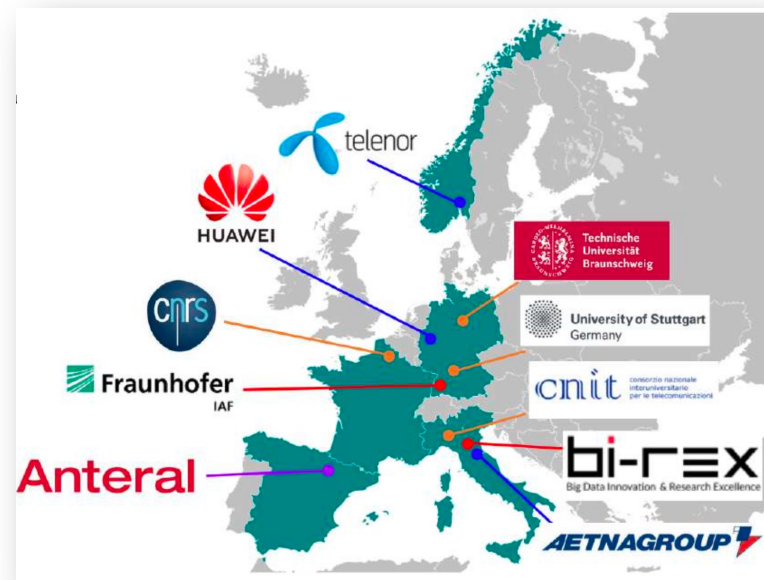 telenor
HUAWEI
Technische
Universität
Braunschweig
cnrs
University of Stuttgart
Germany
Fraunhofer
IAF
cnit
consorzio nazionale
interuniversitario
per le telecomunicazioni
Anteral
bi-rex
Big Data Innovation & Research Excellence
AETNAGROUP